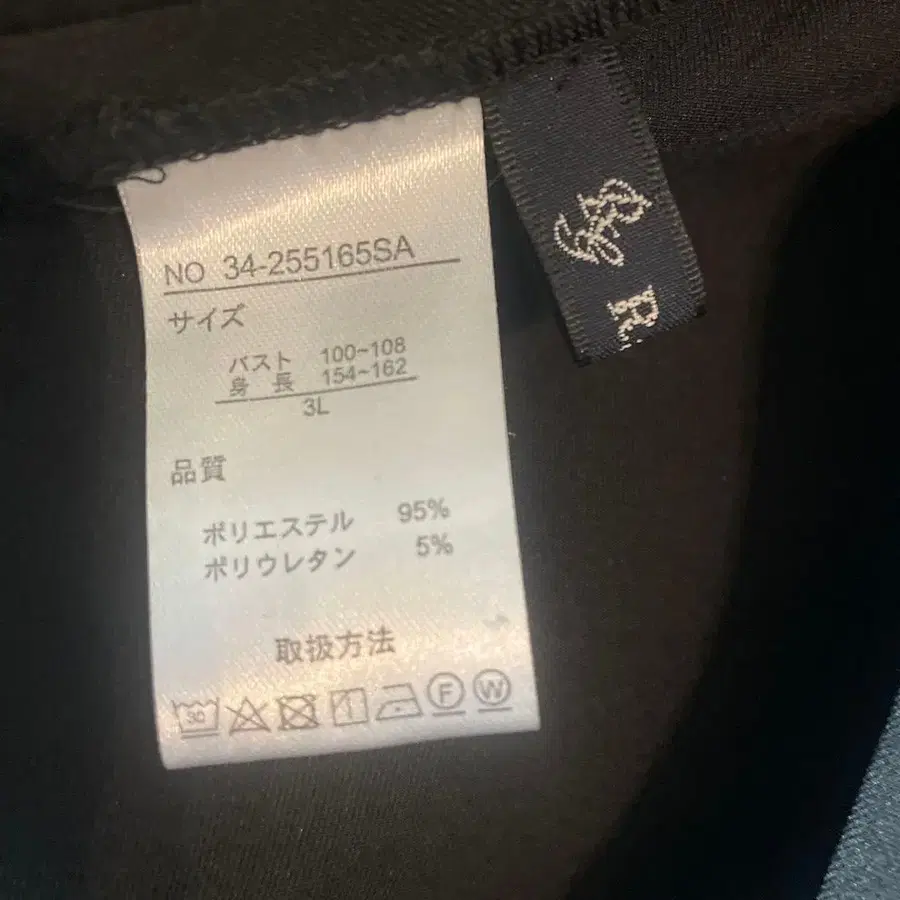 NO 34-255165SA
サイズ
バスト 100~108
身長 154~162
3L
品質
ポリエステル 95%
ポリウレタン 5%
取扱方法
30 F W
R